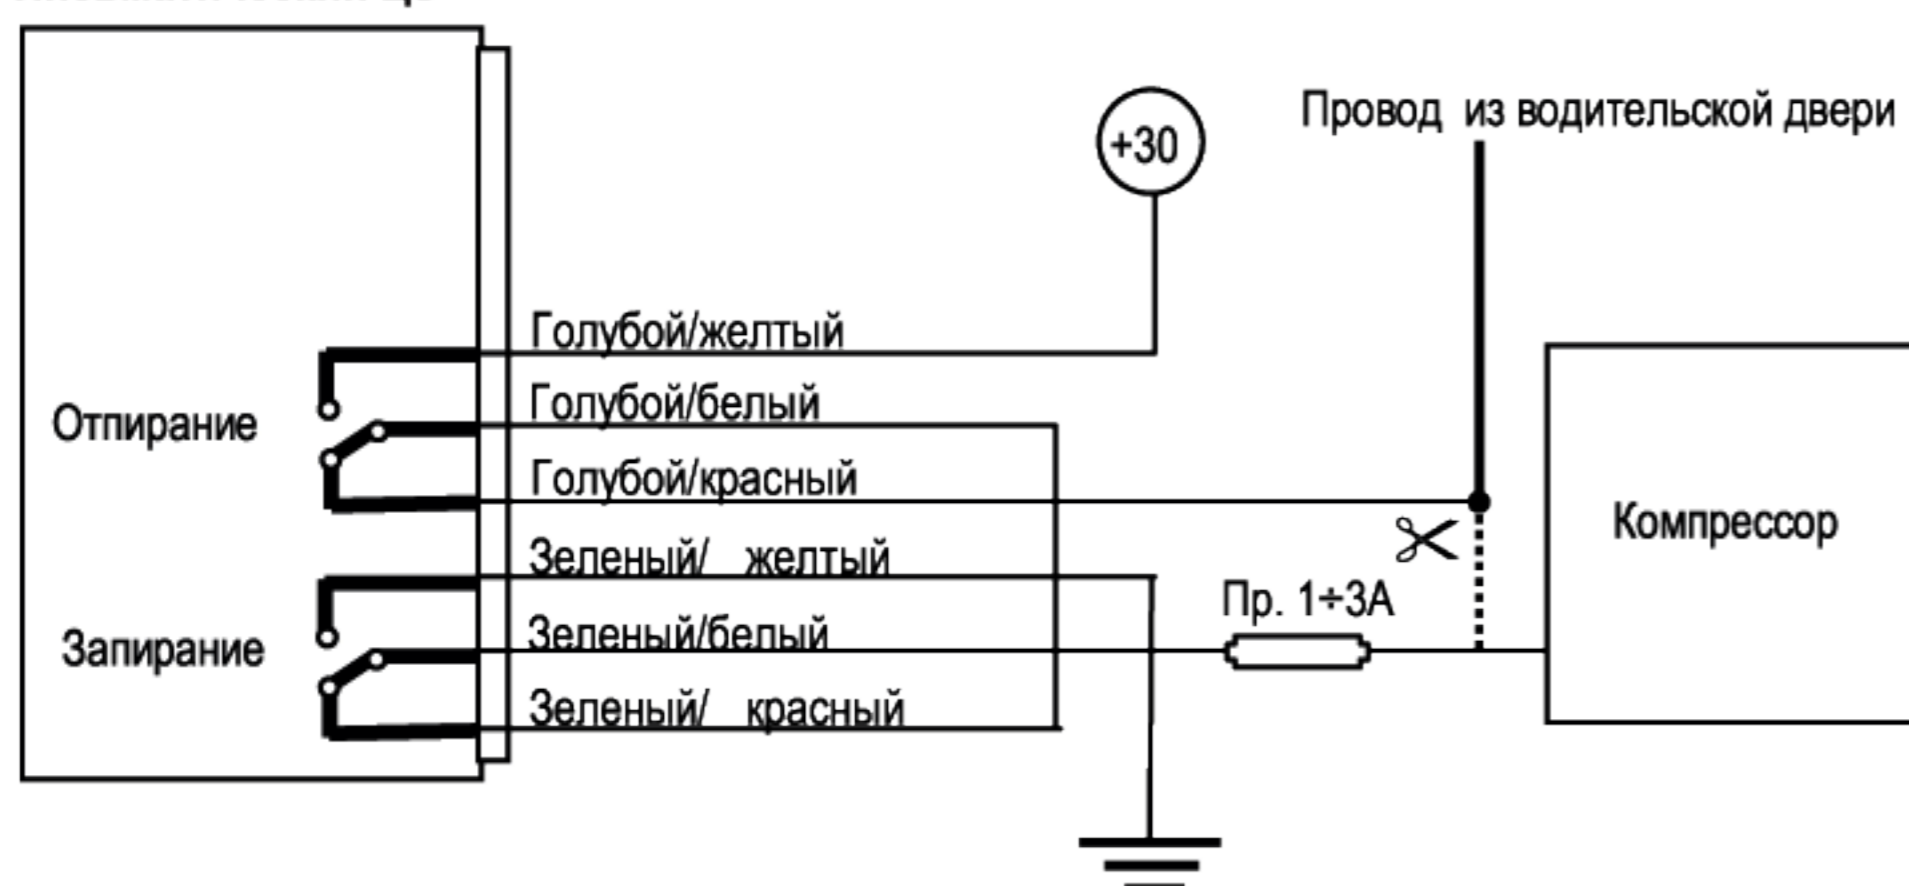 +30
Провод из водительской двери
Голубой/желтый
Голубой/белый
Отпирание
Голубой/красный
Компрессор
Зеленый/ желтый
Пр. 1÷3А
Зеленый/белый
Запирание
Зеленый/ красный